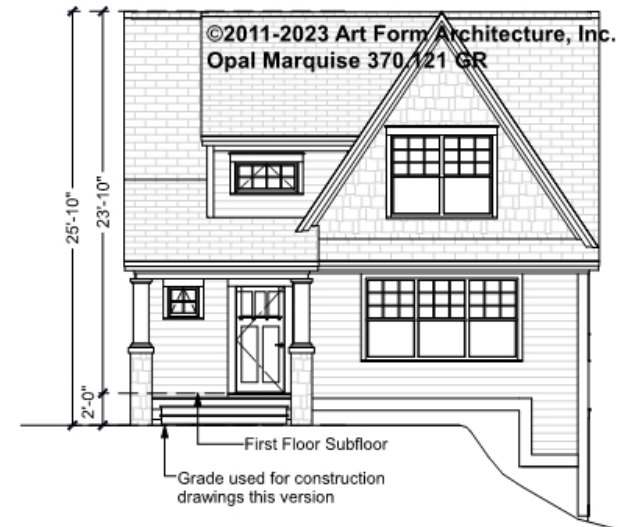 ©2011-2023 Art Form Architecture, Inc.
Opal Marquise 370.121 GR
25'-10"
23'-10"
2'-0"
First Floor Subfloor
Grade used for construction
drawings this version